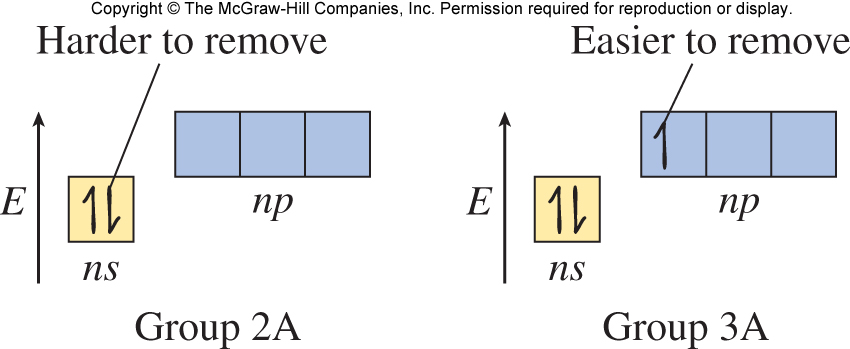 Copyright © The McGraw-Hill Companies, Inc. Permission required for reproduction or display.
Harder to remove
Easier to remove
E
np
ns
E
np
ns
Group 2A
Group 3A